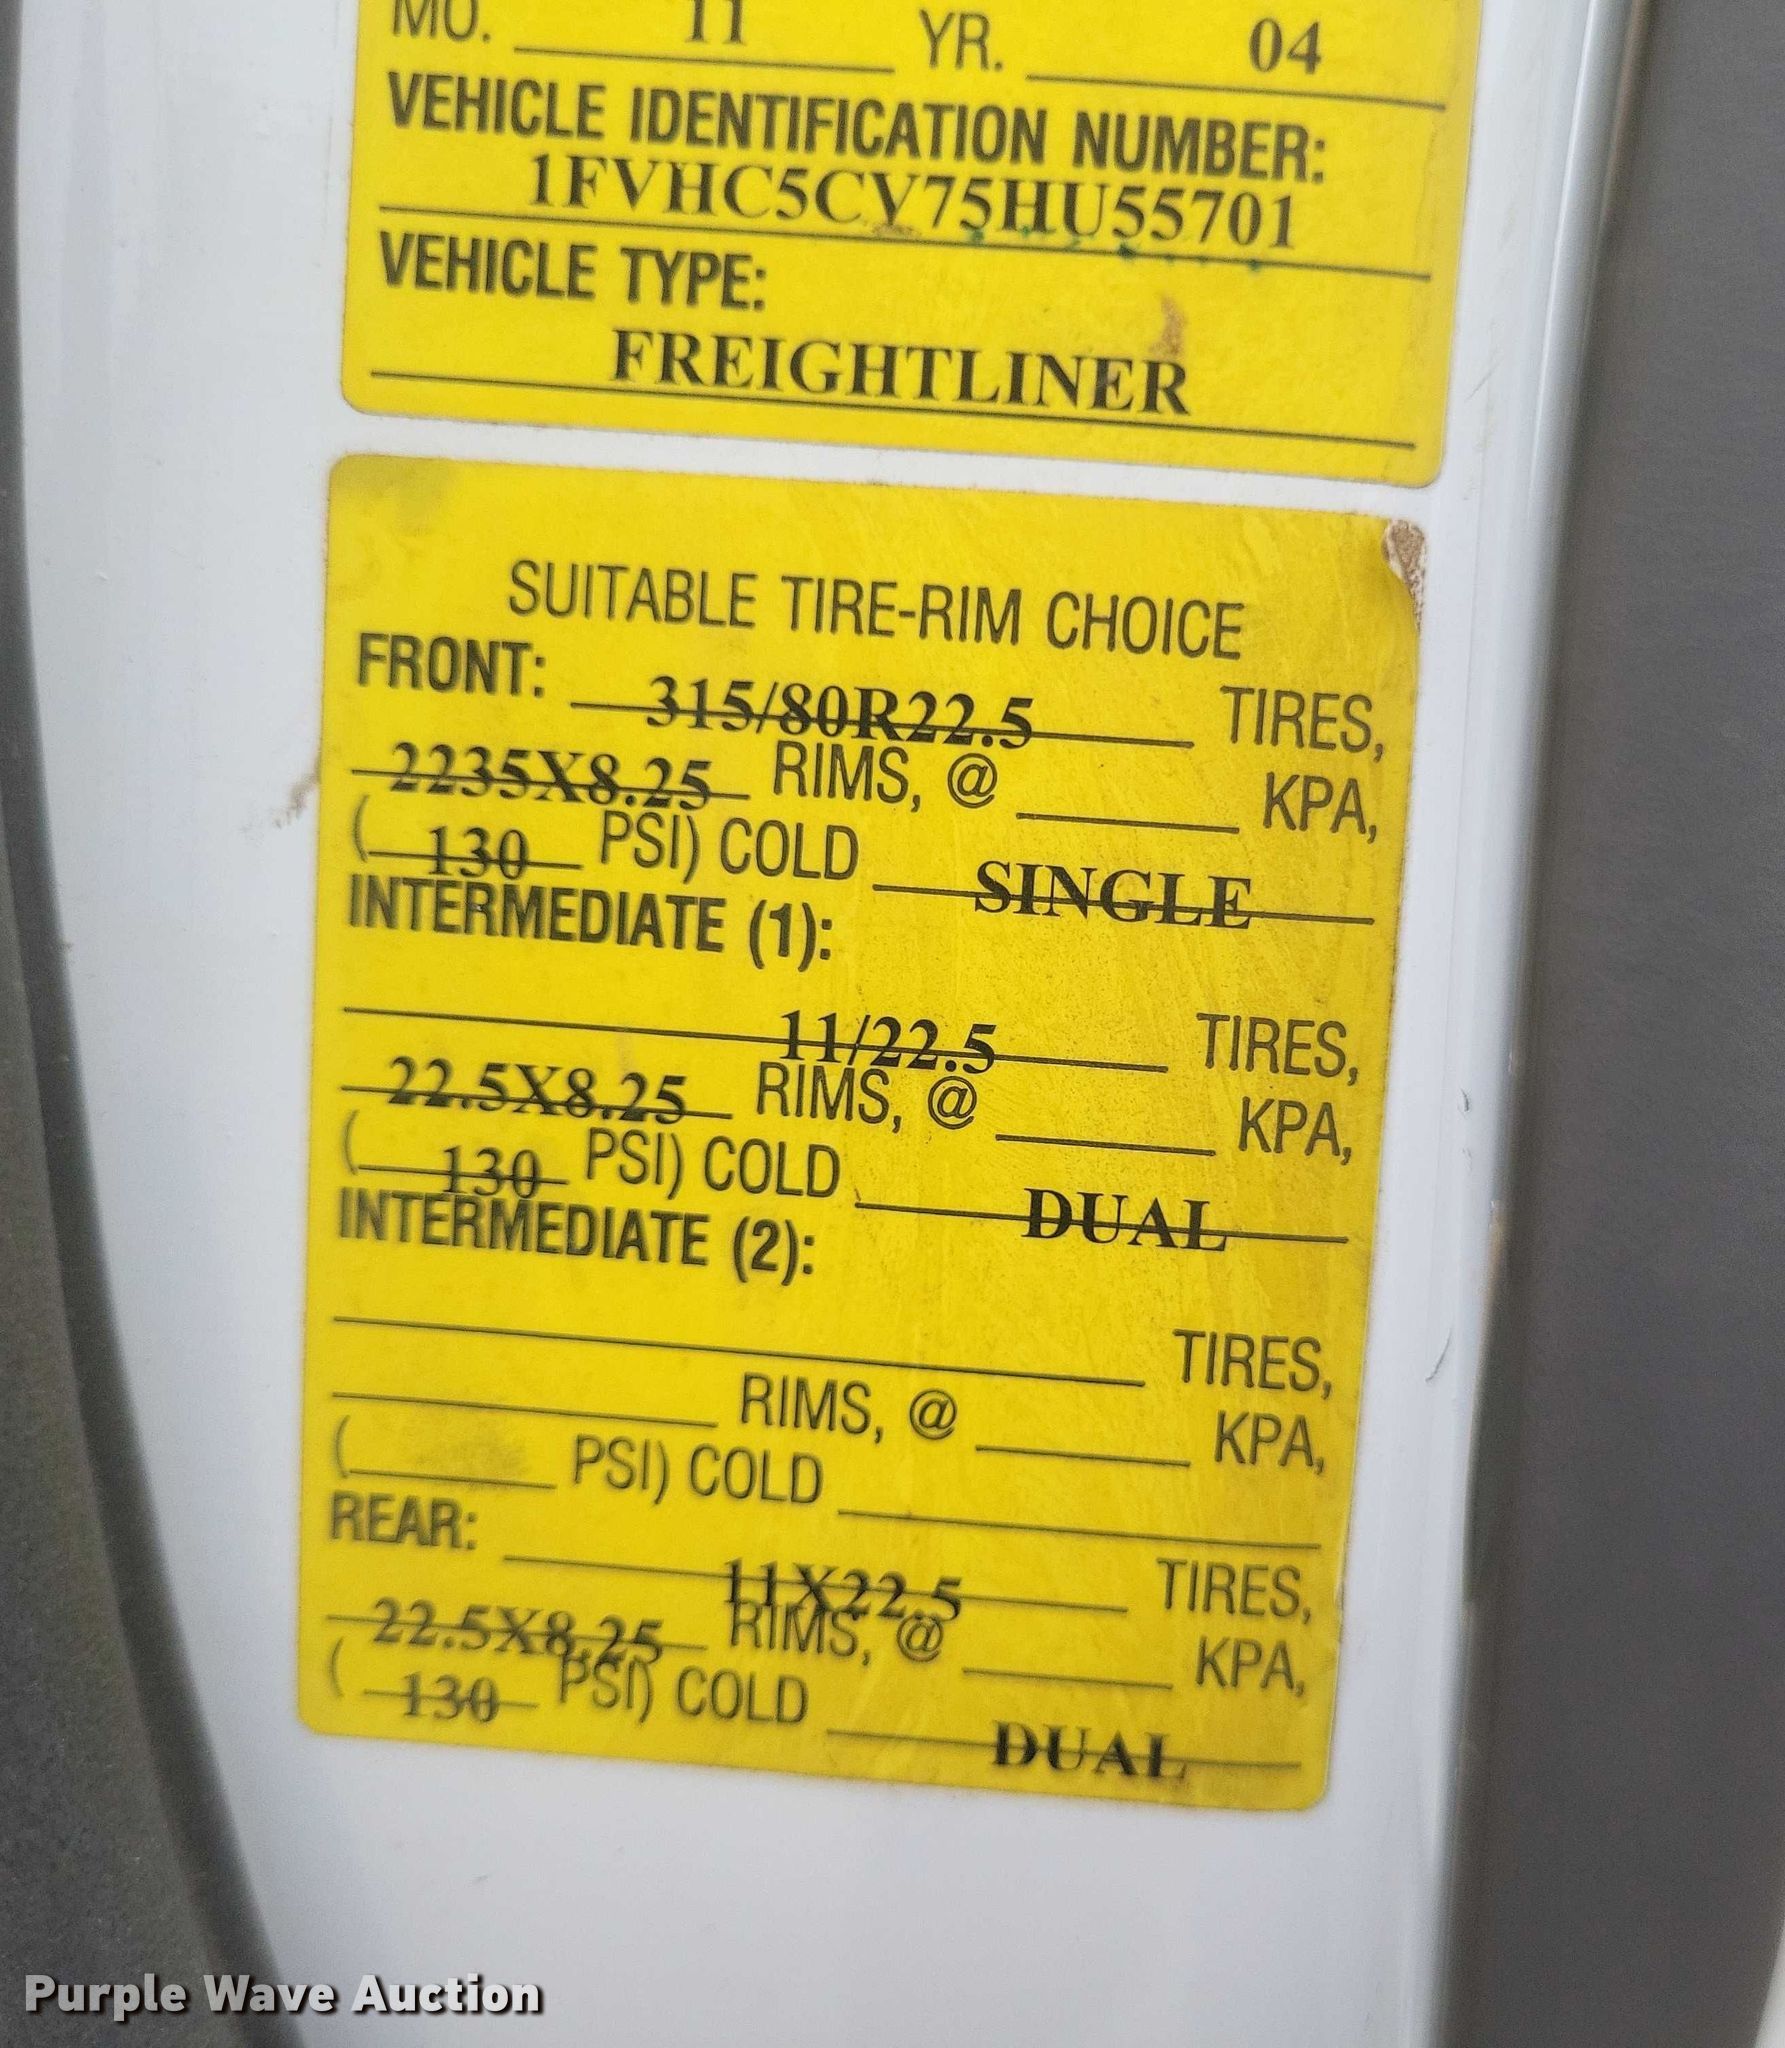 MO. 11 YR. 04
VEHICLE IDENTIFICATION NUMBER:
1FVHC5CV75HU55701
VEHICLE TYPE:
FREIGHTLINER
SUITABLE TIRE-RIM CHOICE
FRONT: 315/80R22.5 TIRES,
2235X8.25 RIMS, @ KPA,
( 130 PSI) COLD SINGLE
INTERMEDIATE (1):
11/22.5 TIRES,
22.5X8.25 RIMS, @ KPA,
( 130 PSI) COLD DUAL
INTERMEDIATE (2):
TIRES,
RIMS, @ KPA,
( PSI) COLD
REAR: 11X22.5 TIRES,
22.5X8.25 RIMS, @ KPA,
( 130 PSI) COLD DUAL
Purple Wave Auction